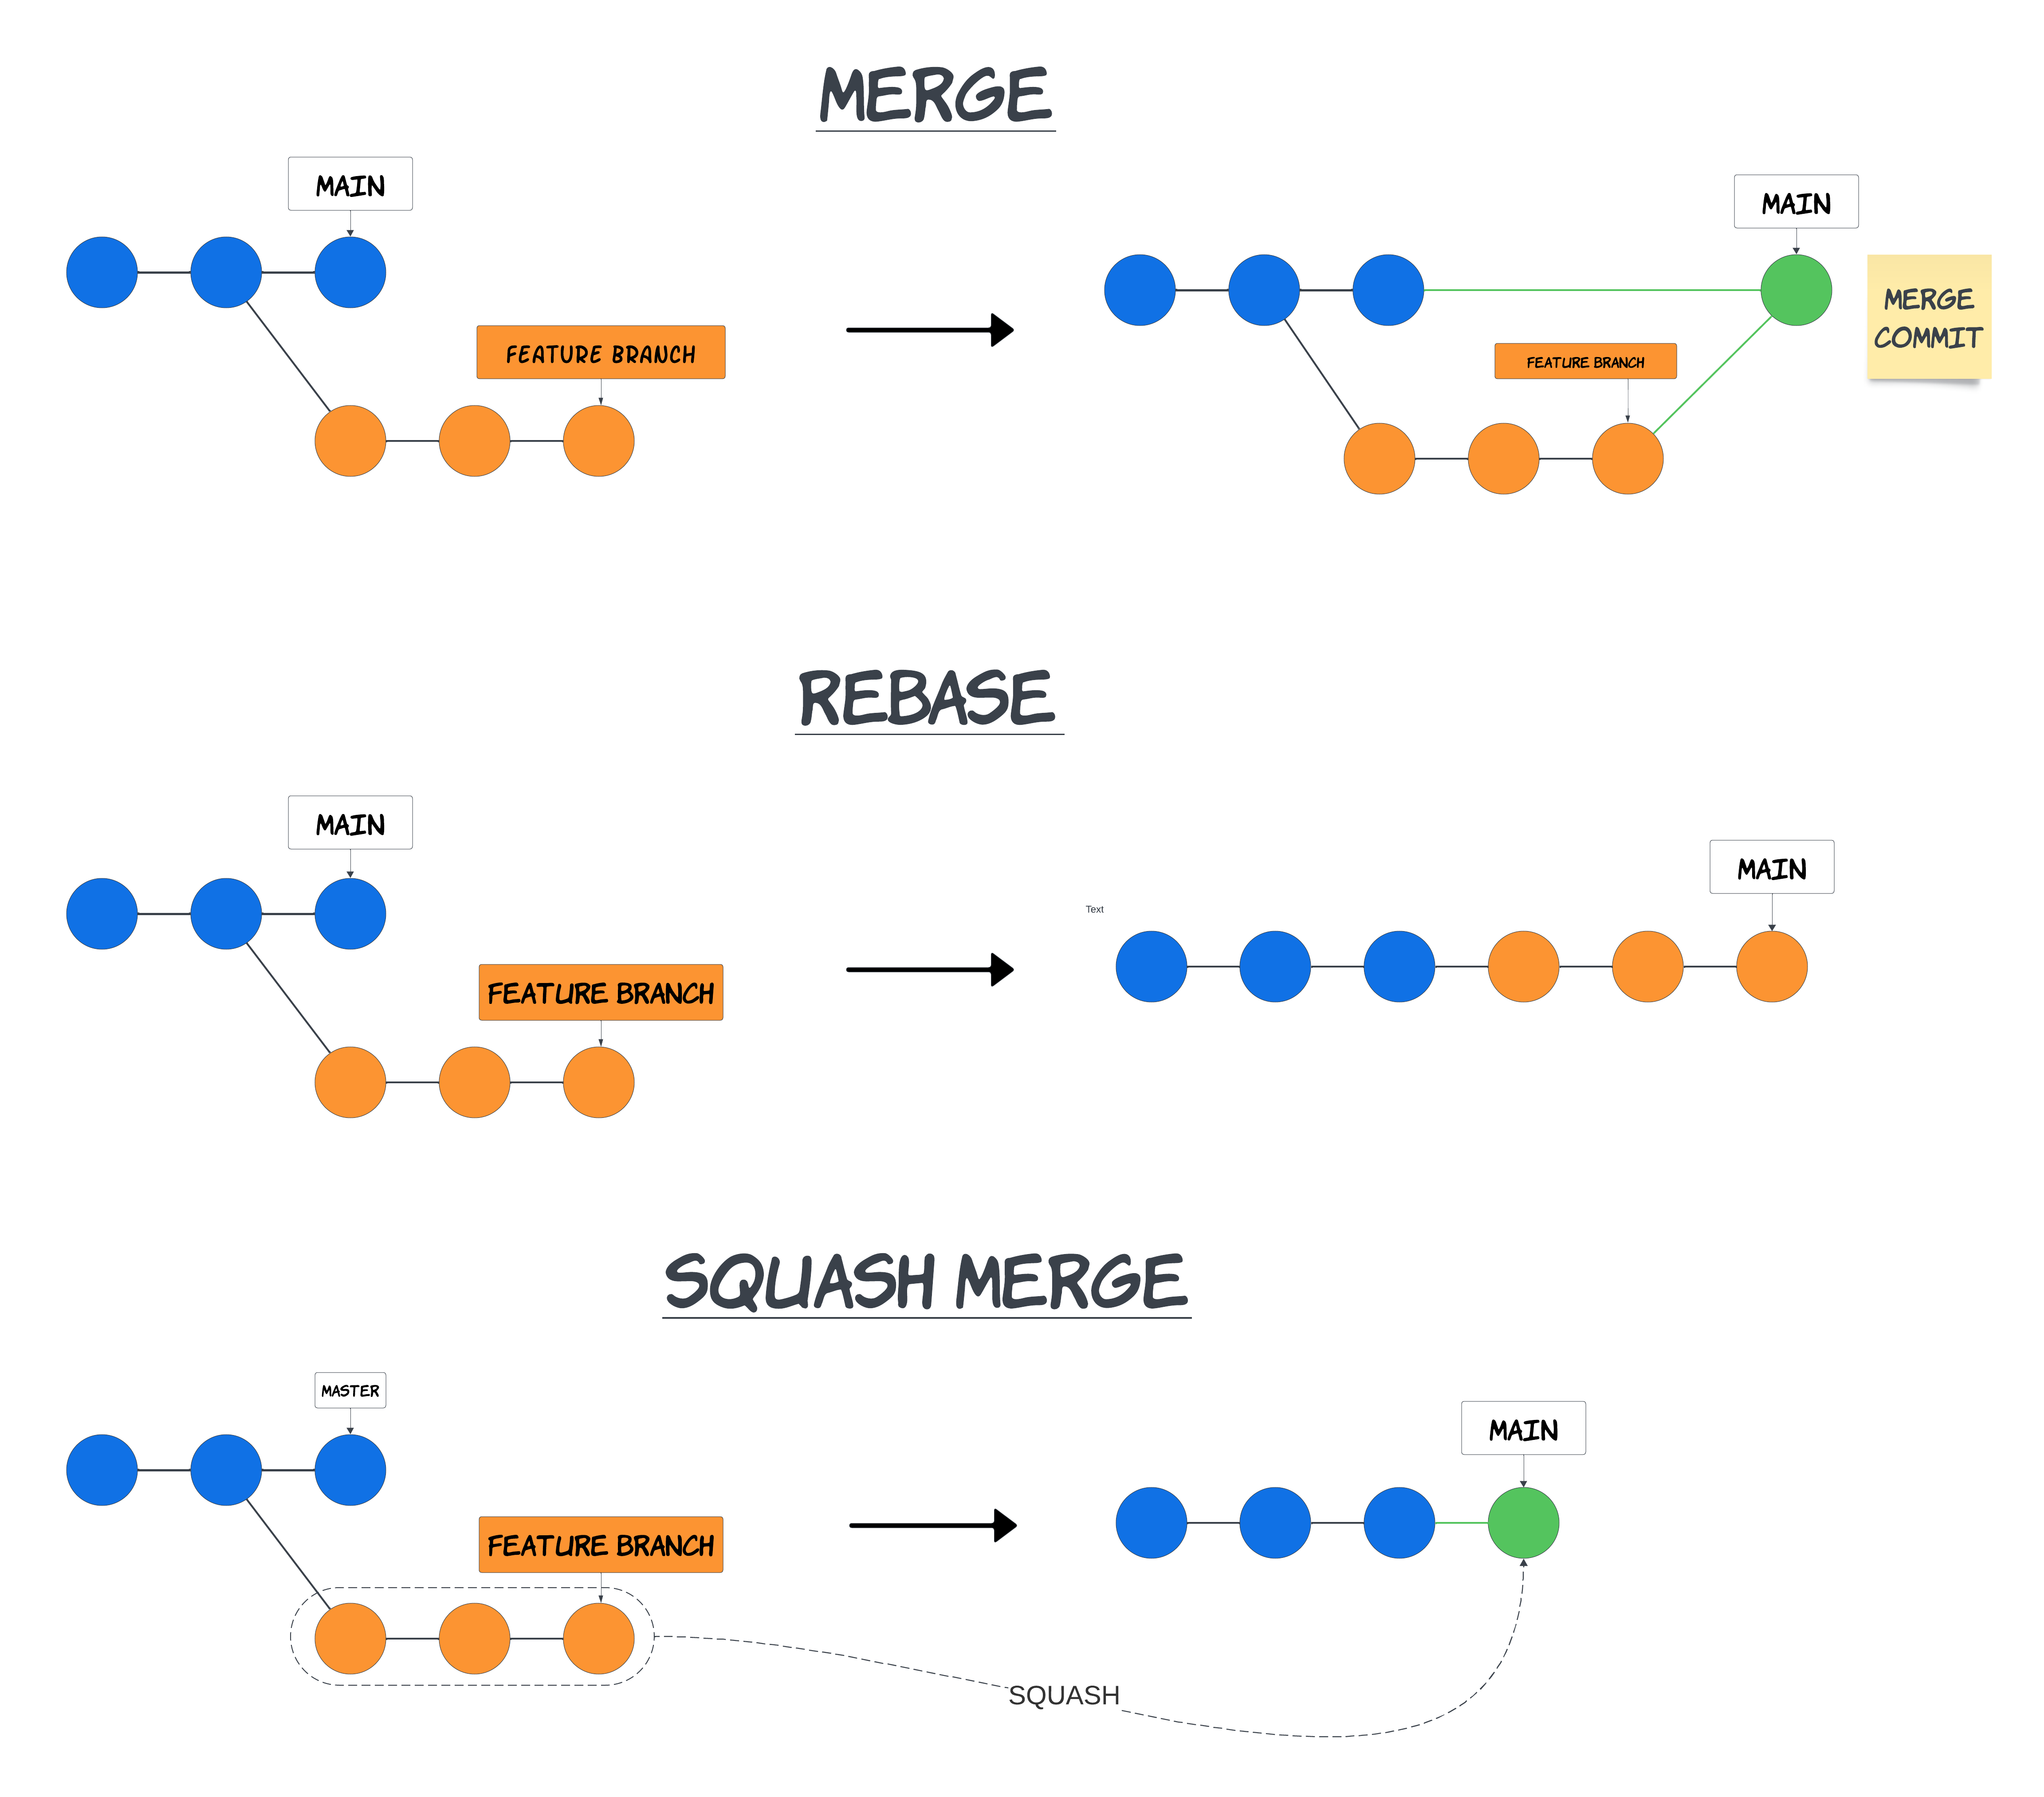 MERGE
MAIN
MAIN
MERGE
COMMIT
FEATURE BRANCH
FEATURE BRANCH
REBASE
MAIN
MAIN
Text
FEATURE BRANCH
SQUASH MERGE
MASTER
MAIN
FEATURE BRANCH
SQUASH